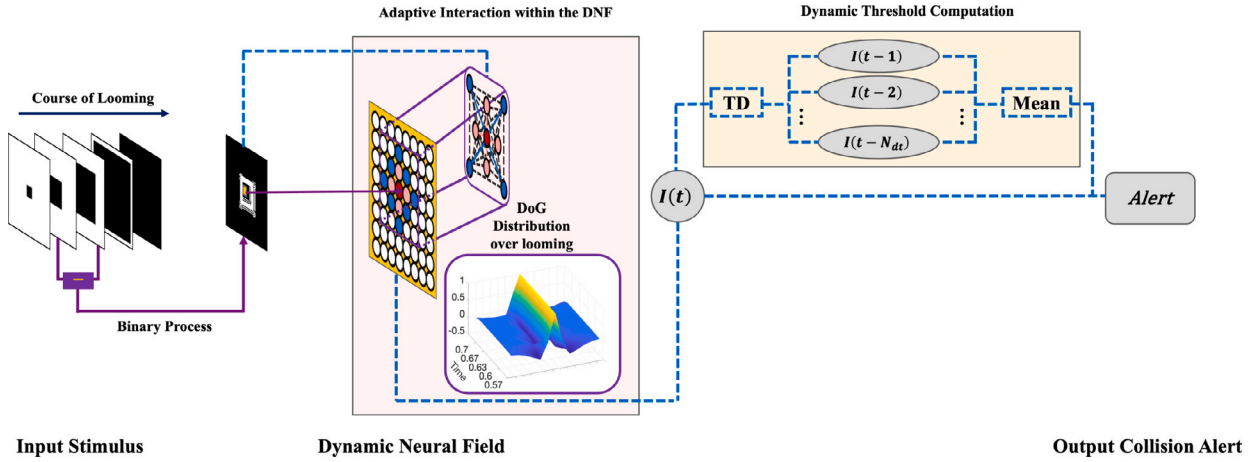 Adaptive Interaction within the DNF
Dynamic Threshold Computation
Course of Looming
I(t − 1)
I(t − 2)
TD
⋮
⋮
Mean
I(t − N_{dt})
I(t)
Alert
DoG
Distribution
over looming
1
0.5
0
-0.5
0.7
0.67
0.63
0.6
0.57
Time
Binary Process
Input Stimulus
Dynamic Neural Field
Output Collision Alert